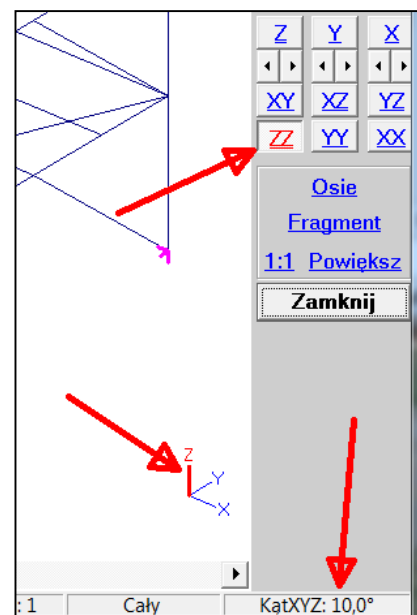 Z Y X
XY XZ YZ
ZZ YY XX
Osie
Fragment
1:1 Powiększ
Zamknij
Z
Y
X
: 1 Cały KątXYZ: 10,0°